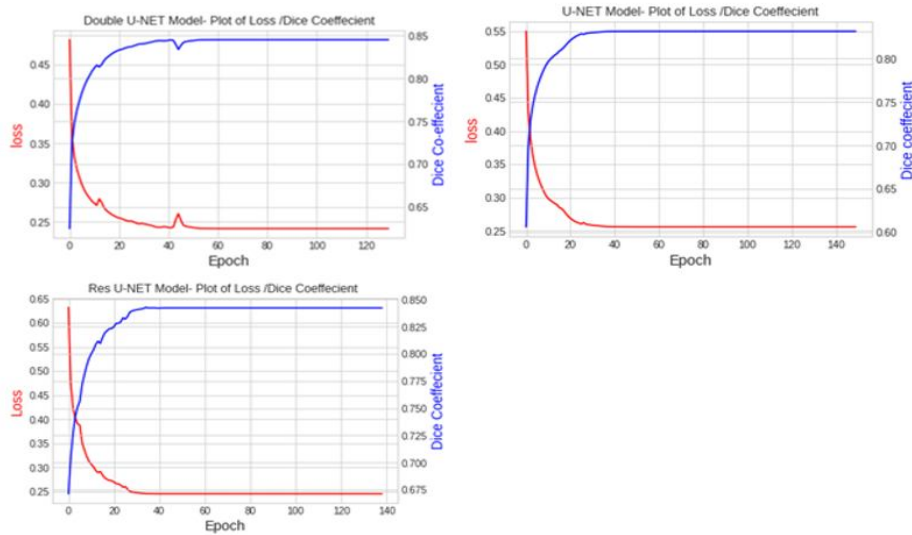 Double U-NET Model- Plot of Loss /Dice Coeffecient
0.45
0.40
0.35
0.30
0.25
loss
0.85
0.80
0.75
0.70
0.65
Dice Co-effecient
0 20 40 60 80 100 120
Epoch
U-NET Model- Plot of Loss /Dice Coeffecient
0.55
0.50
0.45
0.40
0.35
0.30
0.25
loss
0.80
0.75
0.70
0.65
0.60
Dice coeffecient
0 20 40 60 80 100 120 140
Epoch
Res U-NET Model- Plot of Loss /Dice Coeffecient
0.65
0.60
0.55
0.50
0.45
0.40
0.35
0.30
0.25
Loss
0.850
0.825
0.800
0.775
0.750
0.725
0.700
0.675
Dice Coeffecient
0 20 40 60 80 100 120 140
Epoch